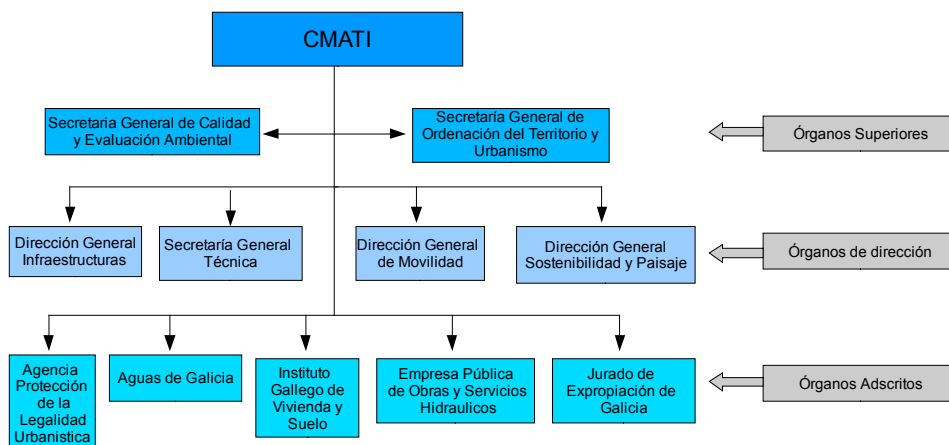 CMATI
Secretaria General de Calidad
y Evaluación Ambiental
Secretaría General de
Ordenación del Territorio y
Urbanismo
Órganos Superiores
Dirección General
Infraestructuras
Secretaría General
Técnica
Dirección General
de Movilidad
Dirección General
Sostenibilidad y Paisaje
Órganos de dirección
Agencia
Protección
de la
Legalidad
Urbanistica
Aguas de Galicia
Instituto
Gallego de
Vivienda y
Suelo
Empresa Pública
de Obras y Servicios
Hidraulicos
Jurado de
Expropiación de
Galicia
Órganos Adscritos